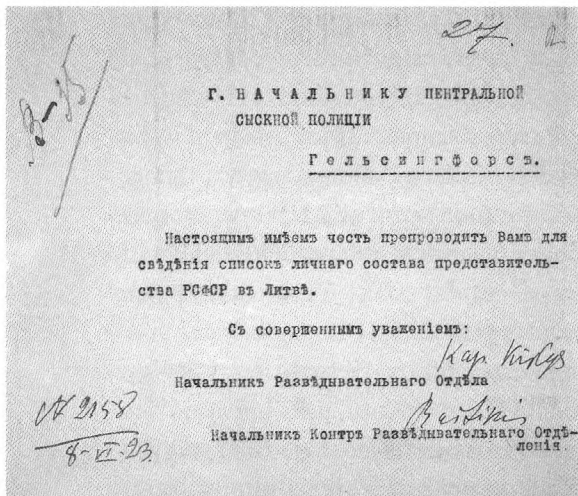 27.
Г. НАЧАЛЬНИКУ ЦЕНТРАЛЬНОЙ
СЫСКНОЙ ПОЛИЦІИ
Гельсингфорсъ.
Настоящимъ имѣемъ честь препроводить Вамъ для
свѣдѣнія списокъ личнаго состава представитель-
ства РСФСР въ Литвѣ.
Съ совершеннымъ уваженіемъ:
Начальникъ Развѣдывательнаго Отдѣла
Начальникъ Контръ Развѣдывательнаго Отдѣ-
ленія.
№ 2158
8-VI-23.